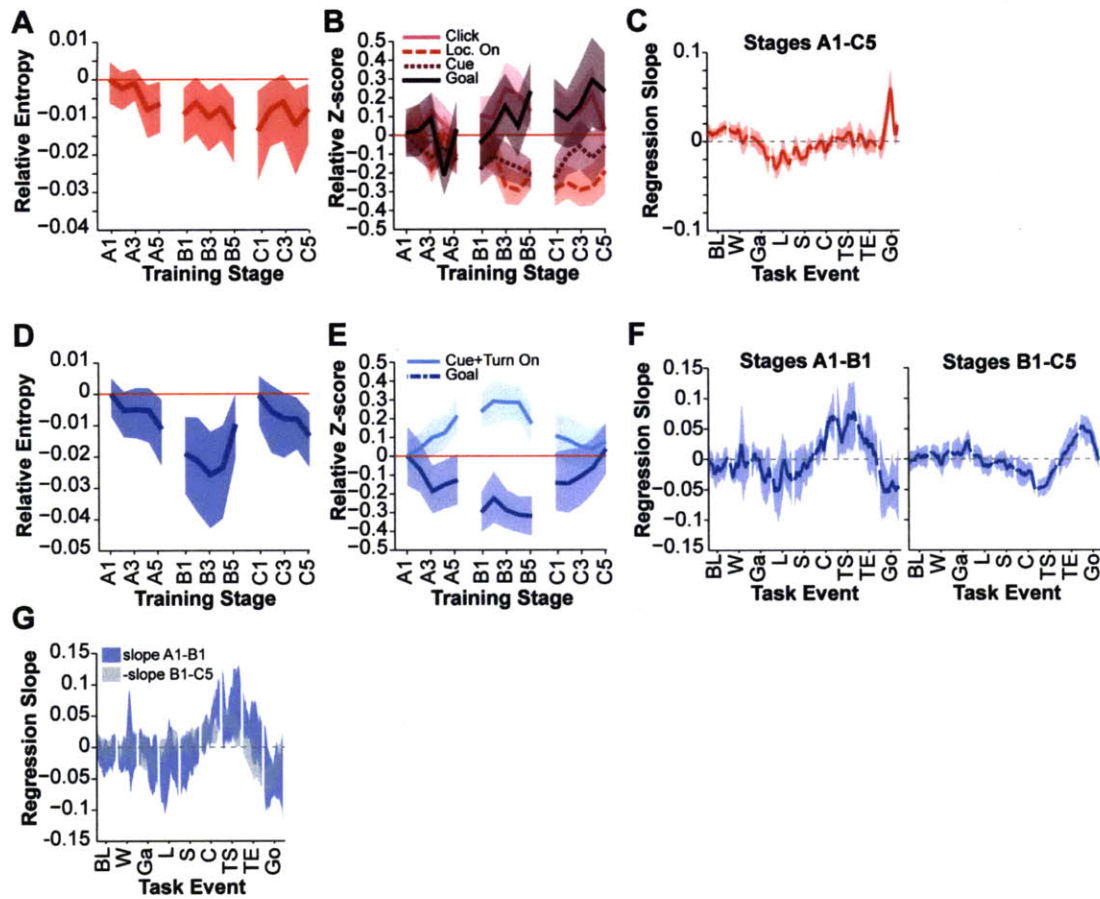 A
Relative Entropy
0.01
0
−0.01
−0.02
−0.03
−0.04
A1
A3
A5
B1
B3
B5
C1
C3
C5
Training Stage
B
Relative Z-score
0.5
0.4
0.3
0.2
0.1
0
−0.1
−0.2
−0.3
−0.4
−0.5
Click
Loc. On
Cue
Goal
A1
A3
A5
B1
B3
B5
C1
C3
C5
Training Stage
C
Stages A1-C5
Regression Slope
0.1
0
−0.1
BL
W
Ga
L
S
C
TS
TE
Go
Task Event
D
Relative Entropy
0.01
0
−0.01
−0.02
−0.03
−0.04
−0.05
A1
A3
A5
B1
B3
B5
C1
C3
C5
Training Stage
E
Relative Z-score
0.5
0.4
0.3
0.2
0.1
0
−0.1
−0.2
−0.3
−0.4
−0.5
Cue+Turn On
Goal
A1
A3
A5
B1
B3
B5
C1
C3
C5
Training Stage
F
Stages A1-B1
Regression Slope
0.15
0.10
0.05
0
−0.05
−0.1
−0.15
BL
W
Ga
L
S
C
TS
TE
Go
Task Event
Stages B1-C5
BL
W
Ga
L
S
C
TS
TE
Go
Task Event
G
Regression Slope
0.15
0.1
0.05
0
−0.05
−0.1
-0.15
slope A1-B1
-slope B1-C5
BL
W
Ga
L
S
C
TS
TE
Go
Task Event